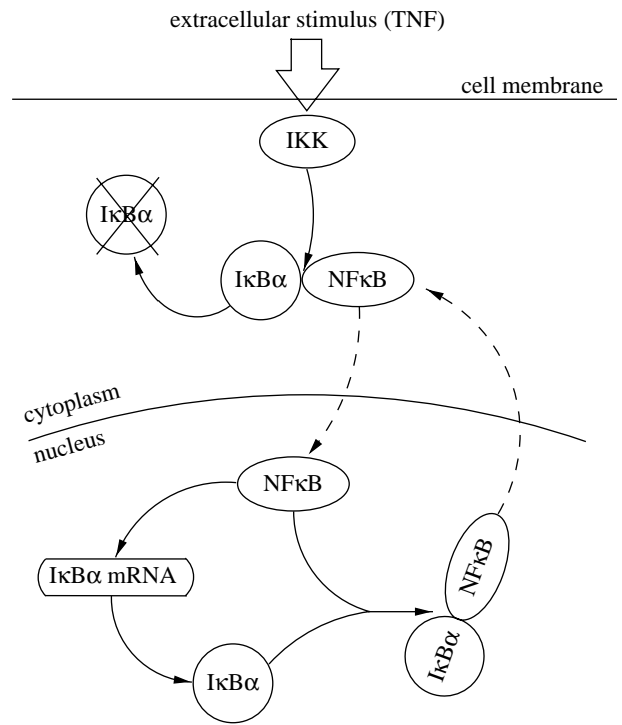 extracellular stimulus (TNF)
cell membrane
IKK
IκBα
IκBα
NFκB
cytoplasm
nucleus
NFκB
NFκB
IκBα mRNA
IκBα
IκBα